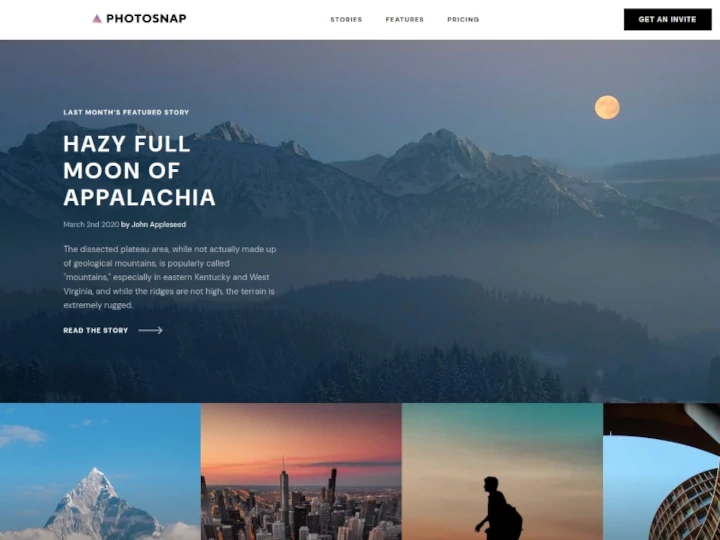 PHOTOSNAP
STORIES FEATURES PRICING
GET AN INVITE
LAST MONTH'S FEATURED STORY
HAZY FULL
MOON OF
APPALACHIA
March 2nd 2020 by John Appleseed
The dissected plateau area, while not actually made up
of geological mountains, is popularly called
"mountains," especially in eastern Kentucky and West
Virginia, and while the ridges are not high, the terrain is
extremely rugged.
READ THE STORY